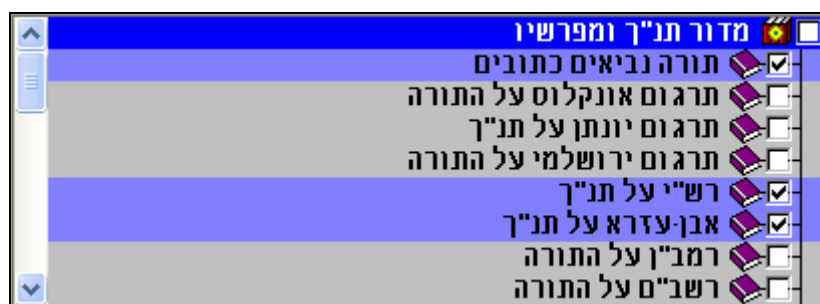 מדור תנ"ך ומפרשיו
תורה נביאים כתובים
תרגום אונקלוס על התורה
תרגום יונתן על תנ"ך
תרגום ירושלמי על התורה
רש"י על תנ"ך
אבן-עזרא על תנ"ך
רמב"ן על התורה
רשב"ם על התורה